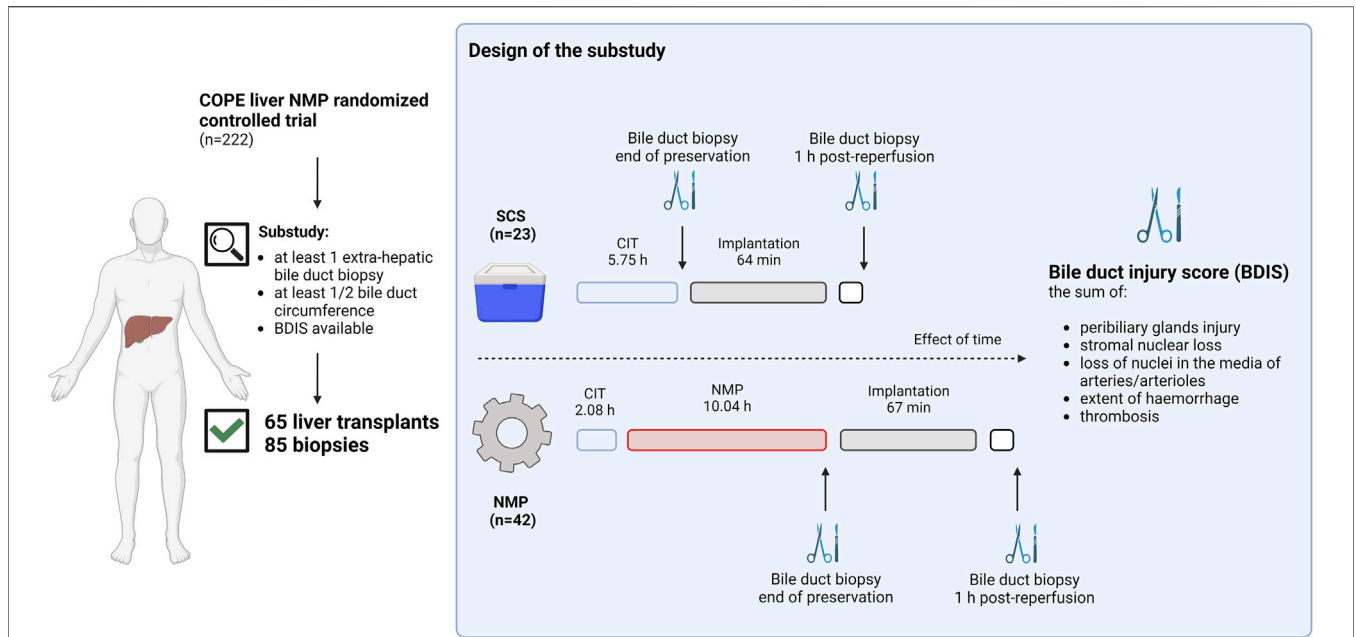 COPE liver NMP randomized
controlled trial
(n=222)
Substudy:
• at least 1 extra-hepatic
bile duct biopsy
• at least 1/2 bile duct
circumference
• BDIS available
65 liver transplants
85 biopsies
Design of the substudy
Bile duct biopsy
end of preservation
Bile duct biopsy
1 h post-reperfusion
SCS
(n=23)
CIT
5.75 h
Implantation
64 min
Effect of time
CIT
2.08 h
NMP
10.04 h
Implantation
67 min
NMP
(n=42)
Bile duct biopsy
end of preservation
Bile duct biopsy
1 h post-reperfusion
Bile duct injury score (BDIS)
the sum of:
• peribiliary glands injury
• stromal nuclear loss
• loss of nuclei in the media of
arteries/arterioles
• extent of haemorrhage
• thrombosis